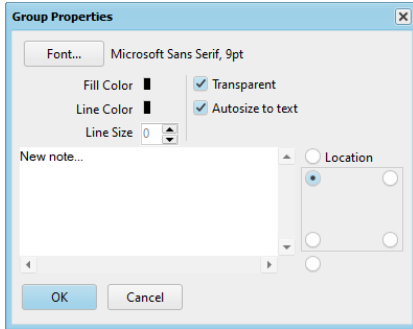 Group Properties
Font... Microsoft Sans Serif, 9pt
Fill Color Transparent
Line Color Autosize to text
Line Size 0
New note... Location
OK Cancel